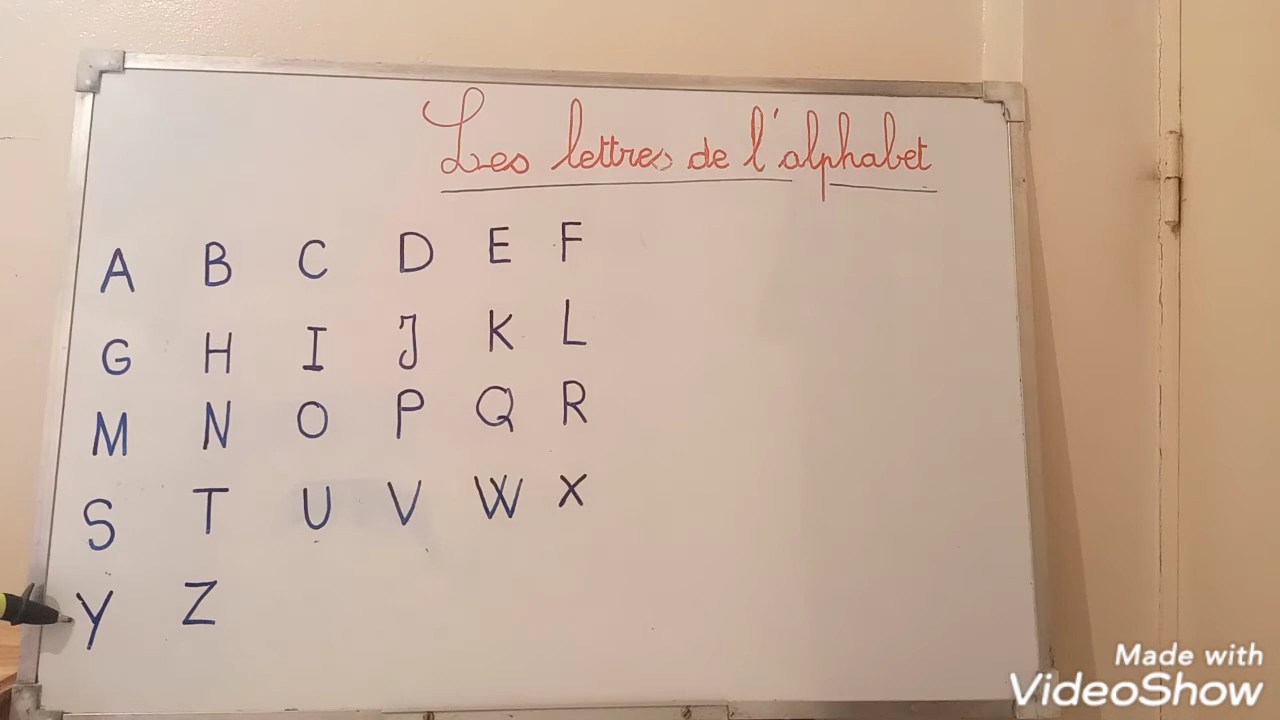 Les lettres de l'alphabet
A B C D E F
G H I J K L
M N O P Q R
S T U V W X
Y Z
Made with
VideoShow